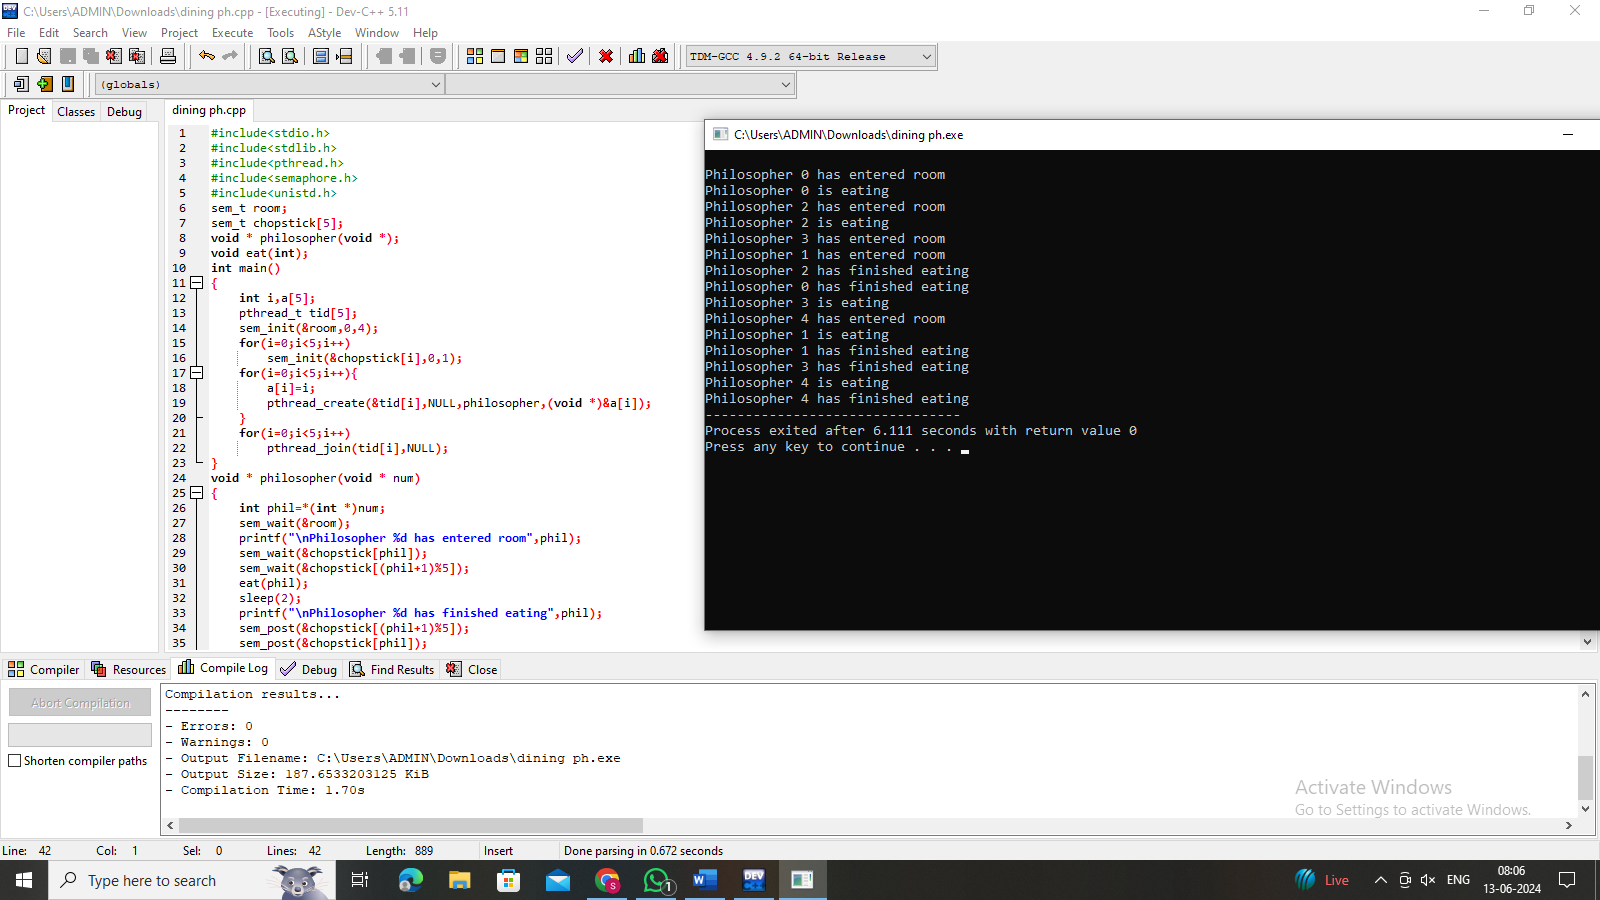 C:\Users\ADMIN\Downloads\dining ph.cpp - [Executing] - Dev-C++ 5.11
File Edit Search View Project Execute Tools AStyle Window Help
TDM-GCC 4.9.2 64-bit Release
(globals)
Project Classes Debug
dining ph.cpp
1 #include<stdio.h>
2 #include<stdlib.h>
3 #include<pthread.h>
4 #include<semaphore.h>
5 #include<unistd.h>
6 sem_t room;
7 sem_t chopstick[5];
8 void * philosopher(void *);
9 void eat(int);
10 int main()
11 {
12 int i,a[5];
13 pthread_t tid[5];
14 sem_init(&room,0,4);
15 for(i=0;i<5;i++)
16 sem_init(&chopstick[i],0,1);
17 for(i=0;i<5;i++){
18 a[i]=i;
19 pthread_create(&tid[i],NULL,philosopher,(void *)&a[i]);
20 }
21 for(i=0;i<5;i++)
22 pthread_join(tid[i],NULL);
23 }
24 void * philosopher(void * num)
25 {
26 int phil=*(int *)num;
27 sem_wait(&room);
28 printf("\nPhilosopher %d has entered room",phil);
29 sem_wait(&chopstick[phil]);
30 sem_wait(&chopstick[(phil+1)%5]);
31 eat(phil);
32 sleep(2);
33 printf("\nPhilosopher %d has finished eating",phil);
34 sem_post(&chopstick[(phil+1)%5]);
35 sem_post(&chopstick[phil]);
C:\Users\ADMIN\Downloads\dining ph.exe
Philosopher 0 has entered room
Philosopher 0 is eating
Philosopher 2 has entered room
Philosopher 2 is eating
Philosopher 3 has entered room
Philosopher 1 has entered room
Philosopher 2 has finished eating
Philosopher 0 has finished eating
Philosopher 3 is eating
Philosopher 4 has entered room
Philosopher 1 is eating
Philosopher 1 has finished eating
Philosopher 3 has finished eating
Philosopher 4 is eating
Philosopher 4 has finished eating
--------------------------------
Process exited after 6.111 seconds with return value 0
Press any key to continue . . .
Compiler Resources Compile Log Debug Find Results Close
Abort Compilation
Shorten compiler paths
Compilation results...
--------
- Errors: 0
- Warnings: 0
- Output Filename: C:\Users\ADMIN\Downloads\dining ph.exe
- Output Size: 187.6533203125 KiB
- Compilation Time: 1.70s
Activate Windows
Go to Settings to activate Windows.
Line: 42 Col: 1 Sel: 0 Lines: 42 Length: 889 Insert Done parsing in 0.672 seconds
Type here to search
S
1
W
DEV
Live
ENG
08:06
13-06-2024